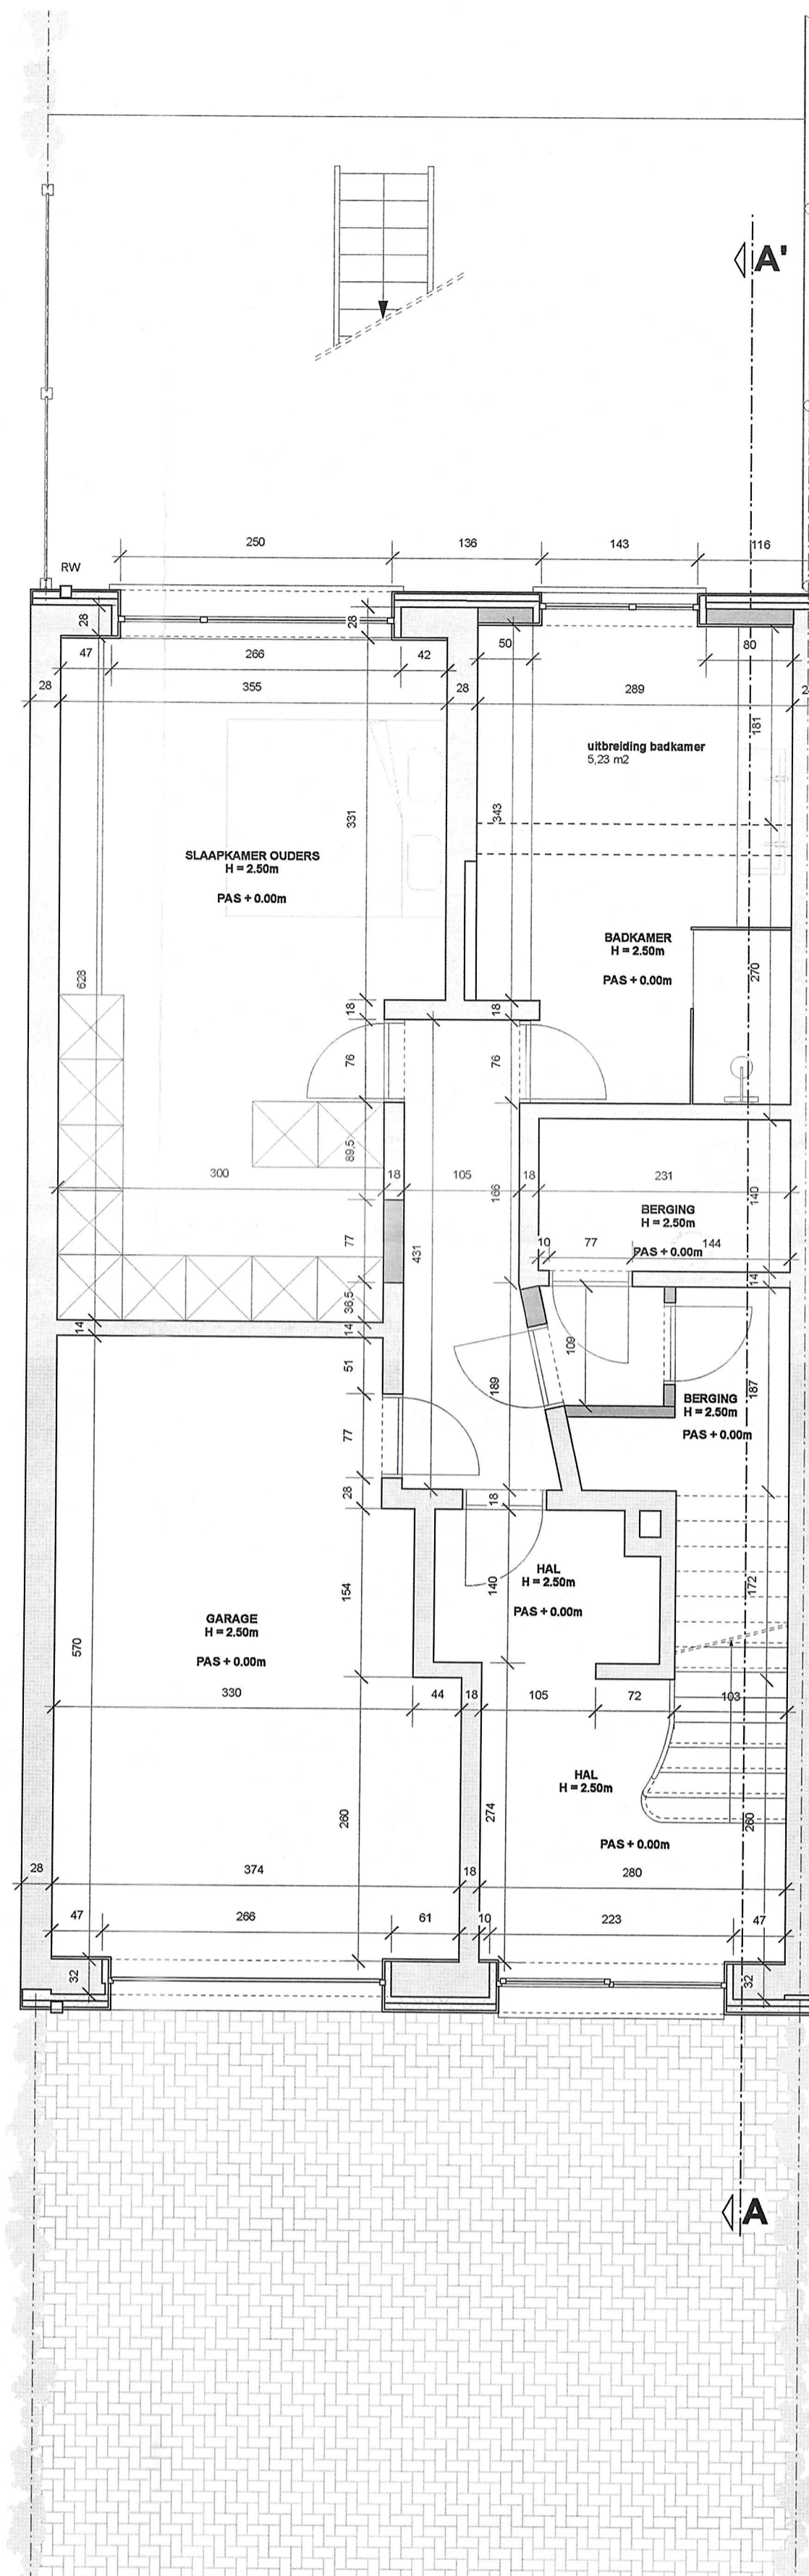 A'
250
136
143
116
RW
28
28
50
80
47
266
42
28
355
28
289
181
uitbreiding badkamer
5,23 m2
331
343
SLAAPKAMER OUDERS
H = 2.50m
PAS + 0.00m
BADKAMER
H = 2.50m
PAS + 0.00m
628
270
18
18
76
76
89,5
300
18
105
18
231
166
140
BERGING
H = 2.50m
PAS + 0.00m
10
77
144
77
431
14
36,5
14
14
109
51
189
187
BERGING
H = 2.50m
PAS + 0.00m
77
28
18
HAL
H = 2.50m
PAS + 0.00m
140
172
154
GARAGE
H = 2.50m
PAS + 0.00m
570
330
44
18
105
72
103
HAL
H = 2.50m
PAS + 0.00m
260
274
260
28
374
18
280
47
266
61
10
223
47
32
32
A